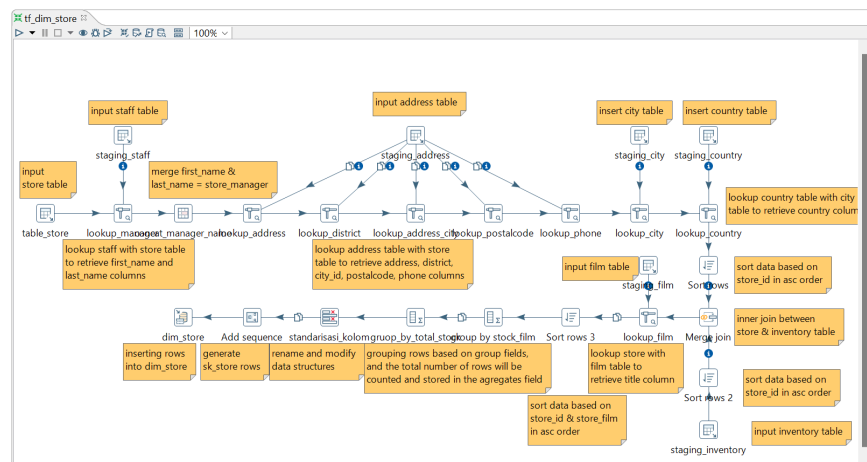 tf_dim_store
100%
input staff table
input address table
insert city table
insert country table
staging_staff
staging_address
staging_city
staging_country
input
store table
merge first_name &
last_name = store_manager
lookup country table with city
table to retrieve country colum
table_store
lookup_manager
concat_manager_name
lookup_address
lookup_district
lookup_address_city
lookup_postalcode
lookup_phone
lookup_city
lookup_country
lookup staff with store table
to retrieve first_name and
last_name columns
lookup address table with store
table to retrieve address, district,
city_id, postalcode, phone columns
input film table
staging_film
Sort rows
sort data based on
store_id in asc order
dim_store
Add sequence
standarisasi_kolom
gruop_by_total_stock
group by stock_film
Sort rows 3
lookup_film
Merge join
inner join between
store & inventory table
inserting rows
into dim_store
generate
sk_store rows
rename and modify
data structures
grouping rows based on group fields,
and the total number of rows will be
counted and stored in the agregates field
lookup store with
film table to
retrieve title column
Sort rows 2
sort data based on
store_id in asc order
sort data based on
store_id & store_film
in asc order
staging_inventory
input inventory table